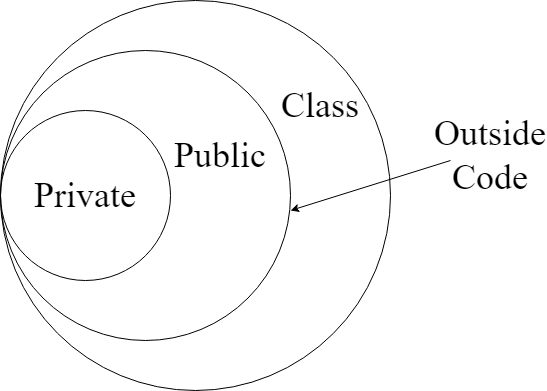 Class
Outside
Code
Public
Private